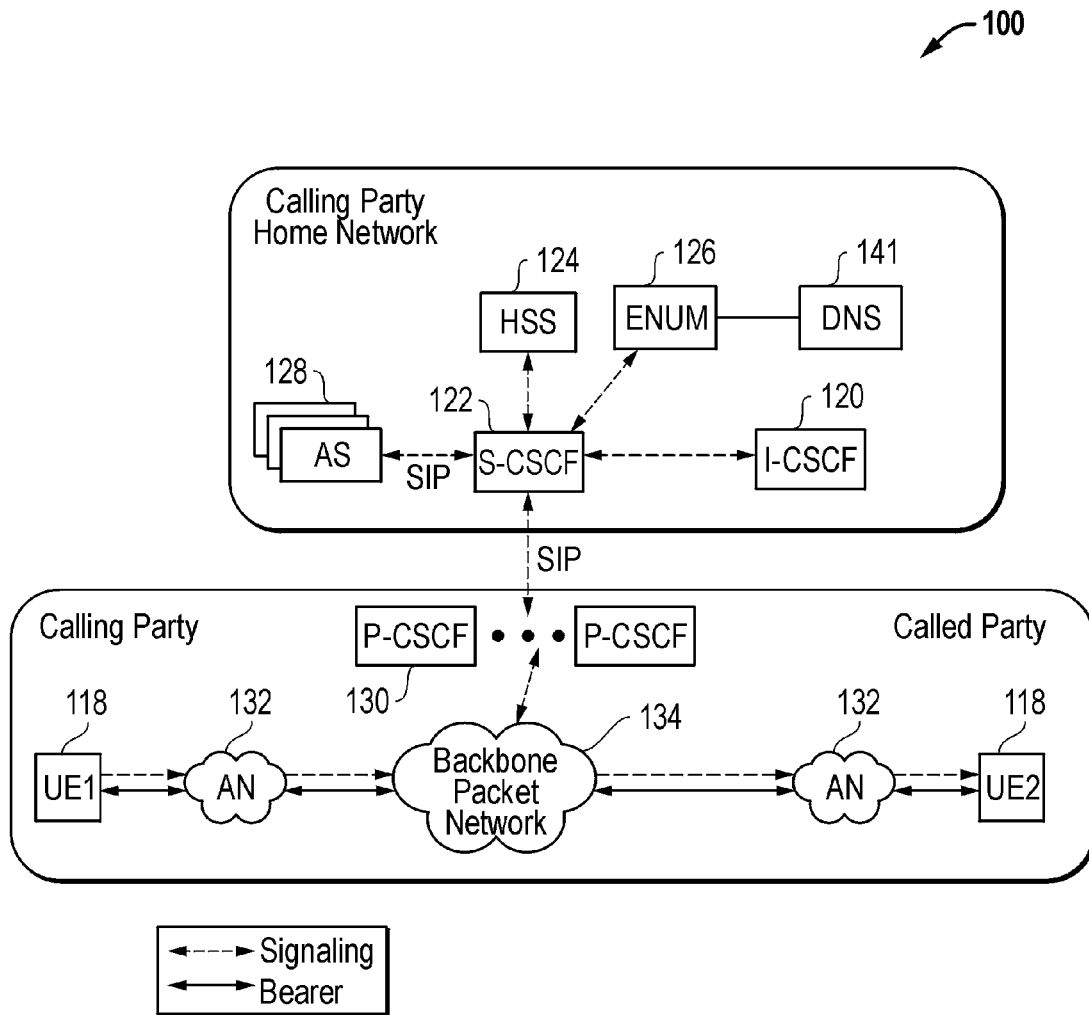 100
Calling Party
Home Network
124
126
141
HSS
ENUM
DNS
128
122
120
AS
SIP
S-CSCF
I-CSCF
SIP
Calling Party
P-CSCF
P-CSCF
Called Party
130
118
132
134
132
118
UE1
AN
Backbone
Packet
Network
AN
UE2
Signaling
Bearer